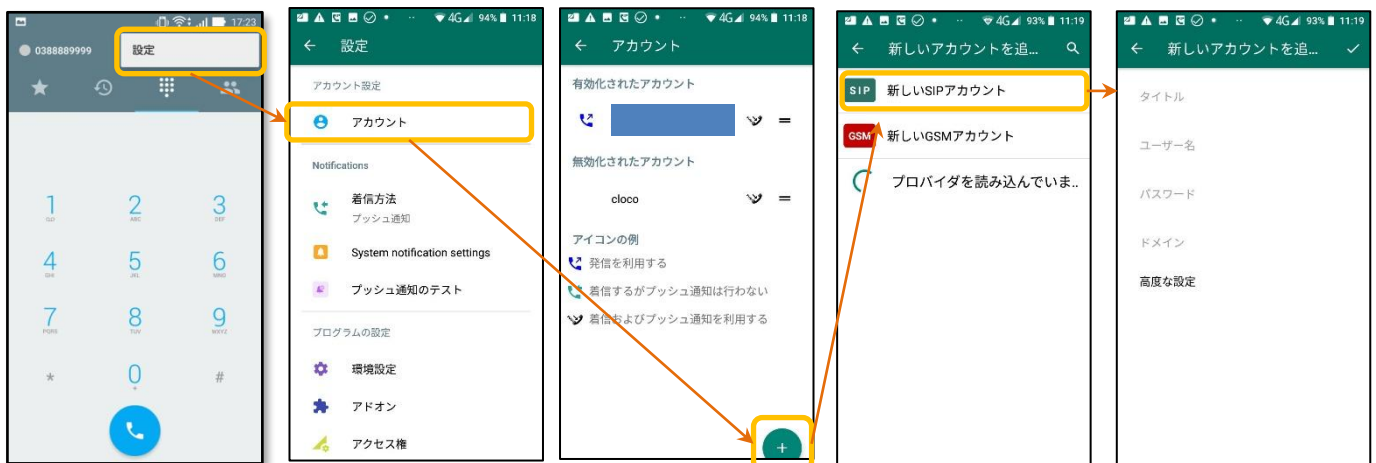 17:23
0388889999
設定
1
2
ABC
3
DEF
4
GHI
5
JKL
6
MNO
7
PQRS
8
TUV
9
WXYZ
*
0
+
#
4G 94% 11:18
設定
アカウント設定
アカウント
Notifications
着信方法
プッシュ通知
System notification settings
プッシュ通知のテスト
プログラムの設定
環境設定
アドオン
アクセス権
4G 94% 11:18
アカウント
有効化されたアカウント
無効化されたアカウント
cloco
アイコンの例
発信を利用する
着信するがプッシュ通知は行わない
着信およびプッシュ通知を利用する
+
4G 93% 11:19
新しいアカウントを追...
SIP 新しいSIPアカウント
GSM 新しいGSMアカウント
プロバイダを読み込んでいま..
4G 93% 11:19
新しいアカウントを追...
タイトル
ユーザー名
パスワード
ドメイン
高度な設定